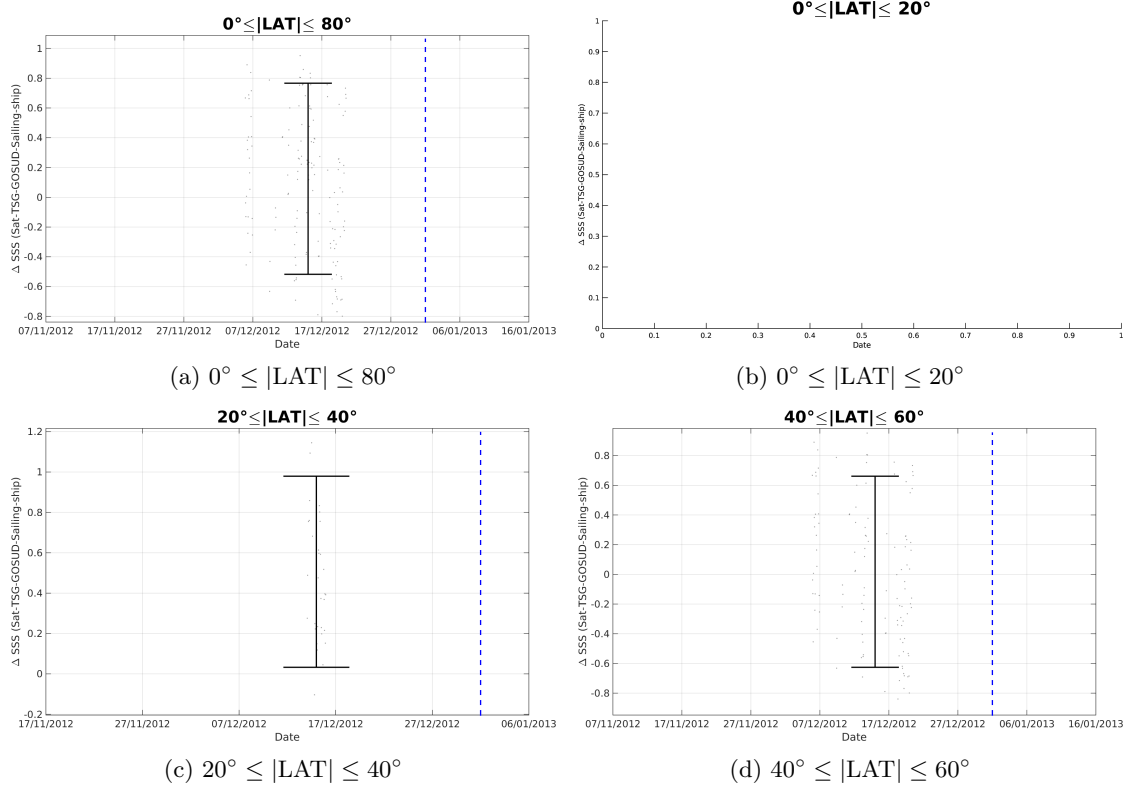 0°≤|LAT|≤ 80°
Δ SSS (Sat-TSG-GOSUD-Sailing-ship)
1
0.8
0.6
0.4
0.2
0
-0.2
-0.4
-0.6
-0.8
07/11/2012 17/11/2012 27/11/2012 07/12/2012 17/12/2012 27/12/2012 06/01/2013 16/01/2013
Date
(a) 0° ≤ |LAT| ≤ 80°
0°≤|LAT|≤ 20°
Δ SSS (Sat-TSG-GOSUD-Sailing-ship)
1
0.9
0.8
0.7
0.6
0.5
0.4
0.3
0.2
0.1
0
0 0.1 0.2 0.3 0.4 0.5 0.6 0.7 0.8 0.9 1
Date
(b) 0° ≤ |LAT| ≤ 20°
20°≤|LAT|≤ 40°
Δ SSS (Sat-TSG-GOSUD-Sailing-ship)
1.2
1
0.8
0.6
0.4
0.2
0
-0.2
17/11/2012 27/11/2012 07/12/2012 17/12/2012 27/12/2012 06/01/2013
Date
(c) 20° ≤ |LAT| ≤ 40°
40°≤|LAT|≤ 60°
Δ SSS (Sat-TSG-GOSUD-Sailing-ship)
0.8
0.6
0.4
0.2
0
-0.2
-0.4
-0.6
-0.8
07/11/2012 17/11/2012 27/11/2012 07/12/2012 17/12/2012 27/12/2012 06/01/2013 16/01/2013
Date
(d) 40° ≤ |LAT| ≤ 60°